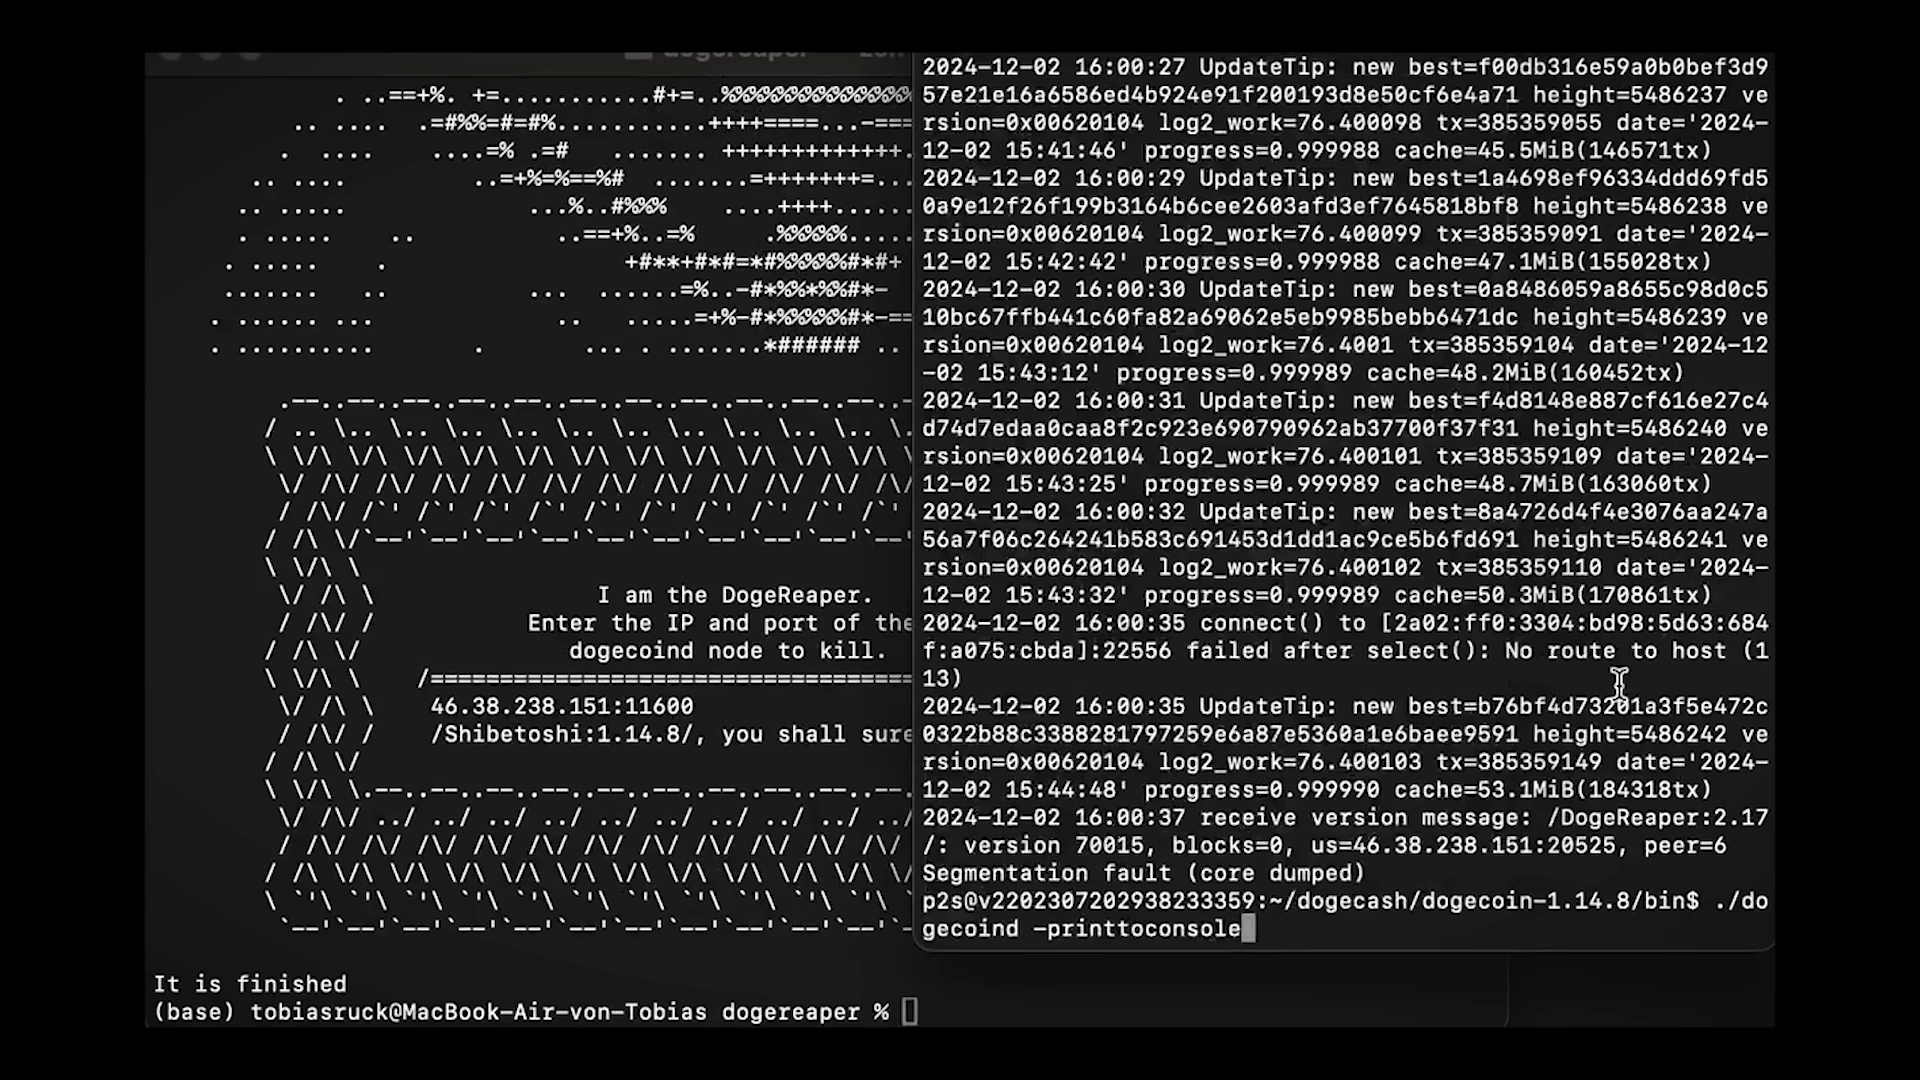 I am the DogeReaper.
Enter the IP and port of the
dogecoind node to kill.
46.38.238.151:11600
/Shibetoshi:1.14.8/, you shall sure
It is finished
(base) tobiasruck@MacBook-Air-von-Tobias dogereaper %
2024-12-02 16:00:27 UpdateTip: new best=f00db316e59a0b0bef3d9
57e21e16a6586ed4b924e91f200193d8e50cf6e4a71 height=5486237 ve
rsion=0x00620104 log2_work=76.400098 tx=385359055 date='2024-
12-02 15:41:46' progress=0.999988 cache=45.5MiB(146571tx)
2024-12-02 16:00:29 UpdateTip: new best=1a4698ef96334ddd69fd5
0a9e12f26f199b3164b6cee2603afd3ef7645818bf8 height=5486238 ve
rsion=0x00620104 log2_work=76.400099 tx=385359091 date='2024-
12-02 15:42:42' progress=0.999988 cache=47.1MiB(155028tx)
2024-12-02 16:00:30 UpdateTip: new best=0a8486059a8655c98d0c5
10bc67ffb441c60fa82a69062e5eb9985bebb6471dc height=5486239 ve
rsion=0x00620104 log2_work=76.4001 tx=385359104 date='2024-12
-02 15:43:12' progress=0.999989 cache=48.2MiB(160452tx)
2024-12-02 16:00:31 UpdateTip: new best=f4d8148e887cf616e27c4
d74d7edaa0caa8f2c923e690790962ab37700f37f31 height=5486240 ve
rsion=0x00620104 log2_work=76.400101 tx=385359109 date='2024-
12-02 15:43:25' progress=0.999989 cache=48.7MiB(163060tx)
2024-12-02 16:00:32 UpdateTip: new best=8a4726d4f4e3076aa247a
56a7f06c264241b583c691453d1dd1ac9ce5b6fd691 height=5486241 ve
rsion=0x00620104 log2_work=76.400102 tx=385359110 date='2024-
12-02 15:43:32' progress=0.999989 cache=50.3MiB(170861tx)
2024-12-02 16:00:35 connect() to [2a02:ff0:3304:bd98:5d63:684
f:a075:cbda]:22556 failed after select(): No route to host (1
13)
2024-12-02 16:00:35 UpdateTip: new best=b76bf4d73201a3f5e472c
0322b88c3388281797259e6a87e5360a1e6baee9591 height=5486242 ve
rsion=0x00620104 log2_work=76.400103 tx=385359149 date='2024-
12-02 15:44:48' progress=0.999990 cache=53.1MiB(184318tx)
2024-12-02 16:00:37 receive version message: /DogeReaper:2.17
/: version 70015, blocks=0, us=46.38.238.151:20525, peer=6
Segmentation fault (core dumped)
p2s@v2202307202938233359:~/dogecash/dogecoin-1.14.8/bin$ ./do
gecoind -printtoconsole